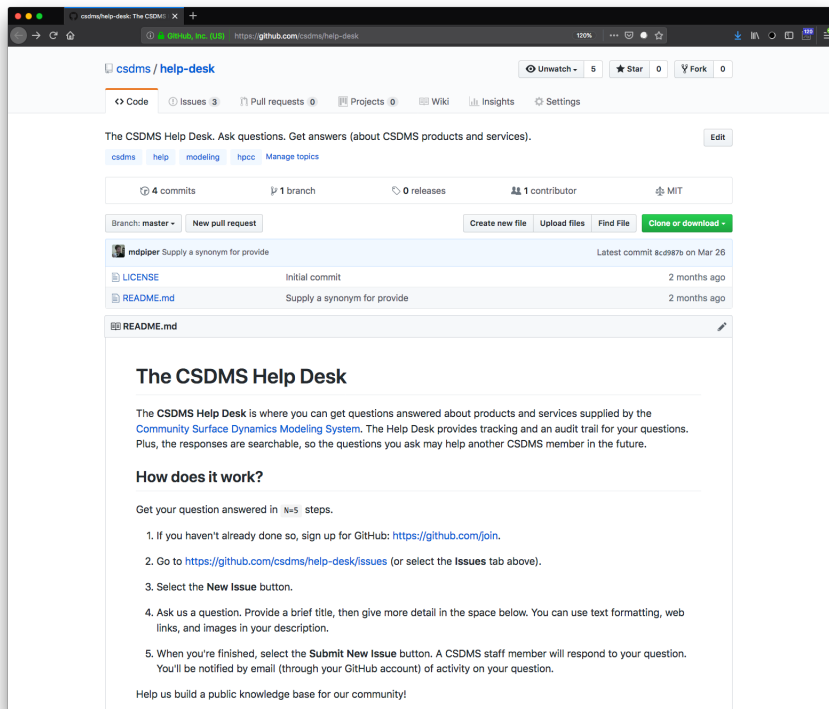 csdms/help-desk: The CSDMS
GitHub, Inc. (US) https://github.com/csdms/help-desk 120%
120
csdms / help-desk
Unwatch 5 Star 0 Fork 0
Code Issues 3 Pull requests 0 Projects 0 Wiki Insights Settings
The CSDMS Help Desk. Ask questions. Get answers (about CSDMS products and services). Edit
csdms help modeling hpcc Manage topics
4 commits 1 branch 0 releases 1 contributor MIT
Branch: master New pull request Create new file Upload files Find File Clone or download
mdpiper Supply a synonym for provide Latest commit 8cd987b on Mar 26
LICENSE Initial commit 2 months ago
README.md Supply a synonym for provide 2 months ago
README.md
The CSDMS Help Desk
The CSDMS Help Desk is where you can get questions answered about products and services supplied by the
Community Surface Dynamics Modeling System. The Help Desk provides tracking and an audit trail for your questions.
Plus, the responses are searchable, so the questions you ask may help another CSDMS member in the future.
How does it work?
Get your question answered in N=5 steps.
1. If you haven't already done so, sign up for GitHub: https://github.com/join.
2. Go to https://github.com/csdms/help-desk/issues (or select the Issues tab above).
3. Select the New Issue button.
4. Ask us a question. Provide a brief title, then give more detail in the space below. You can use text formatting, web
links, and images in your description.
5. When you're finished, select the Submit New Issue button. A CSDMS staff member will respond to your question.
You'll be notified by email (through your GitHub account) of activity on your question.
Help us build a public knowledge base for our community!